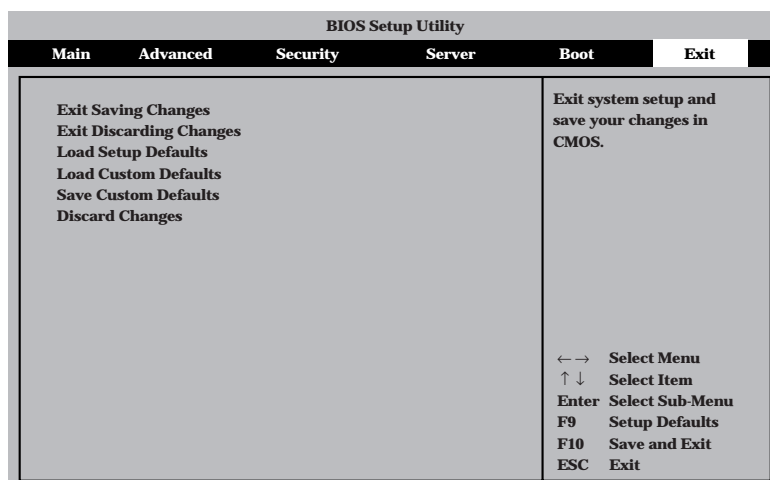 BIOS Setup Utility
Main Advanced Security Server Boot Exit
Exit Saving Changes
Exit Discarding Changes
Load Setup Defaults
Load Custom Defaults
Save Custom Defaults
Discard Changes
Exit system setup and
save your changes in
CMOS.
←→ Select Menu
↑↓ Select Item
Enter Select Sub-Menu
F9 Setup Defaults
F10 Save and Exit
ESC Exit